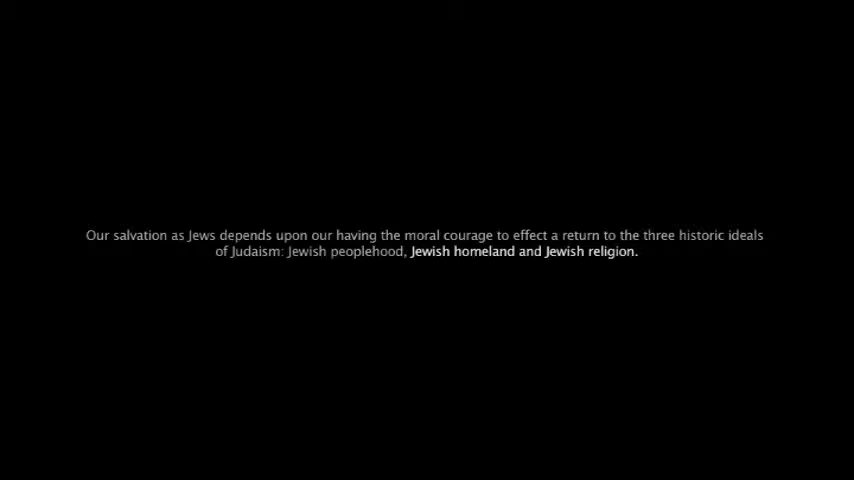 Our salvation as Jews depends upon our having the moral courage to effect a return to the three historic ideals
of Judaism: Jewish peoplehood, Jewish homeland and Jewish religion.